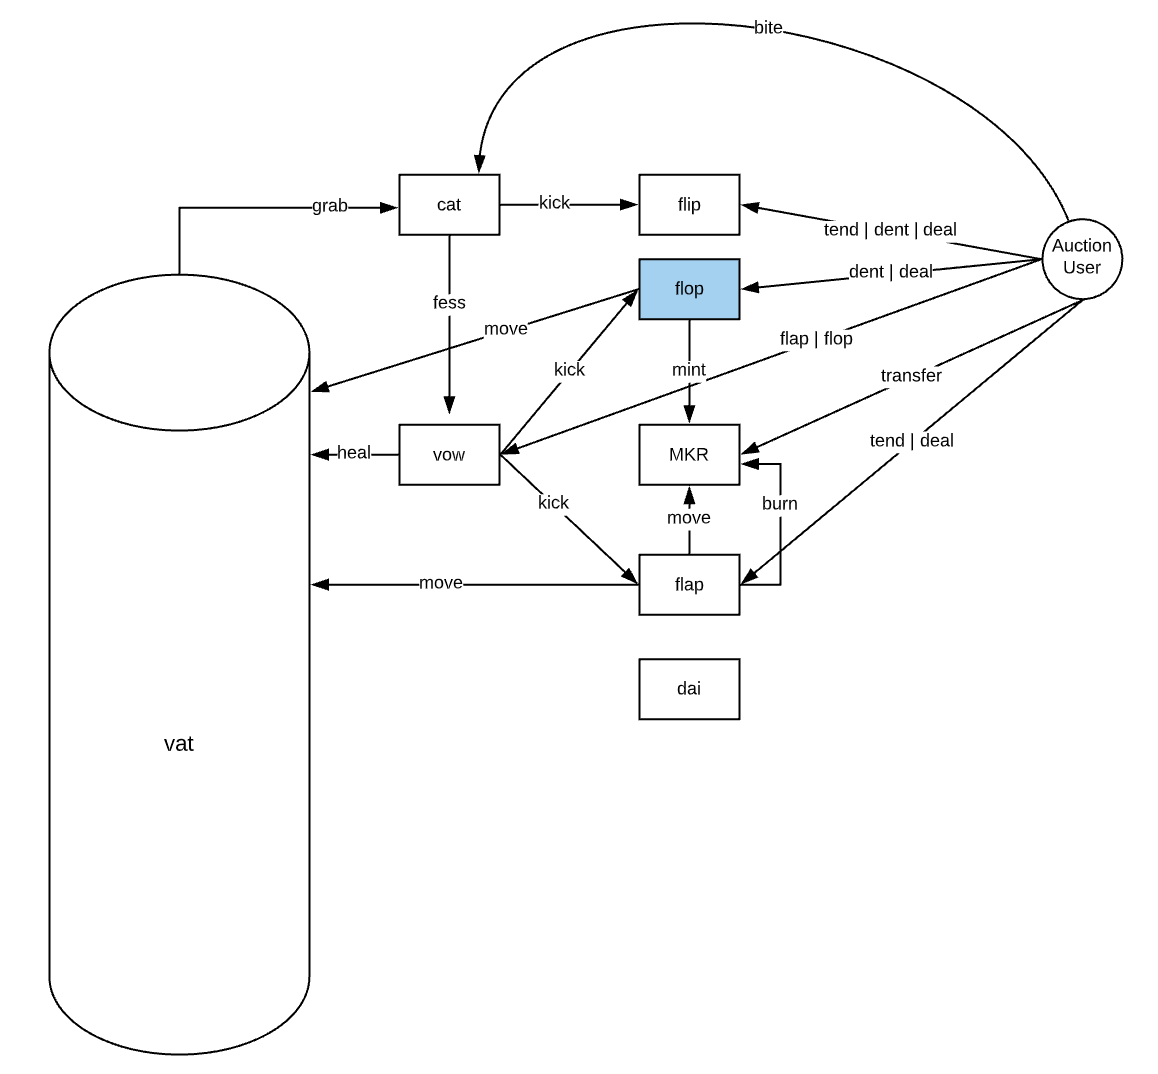 bite
grab
cat
kick
flip
tend | dent | deal
Auction
User
flop
dent | deal
fess
move
flap | flop
kick
mint
transfer
heal
vow
MKR
tend | deal
kick
move
burn
move
flap
dai
vat